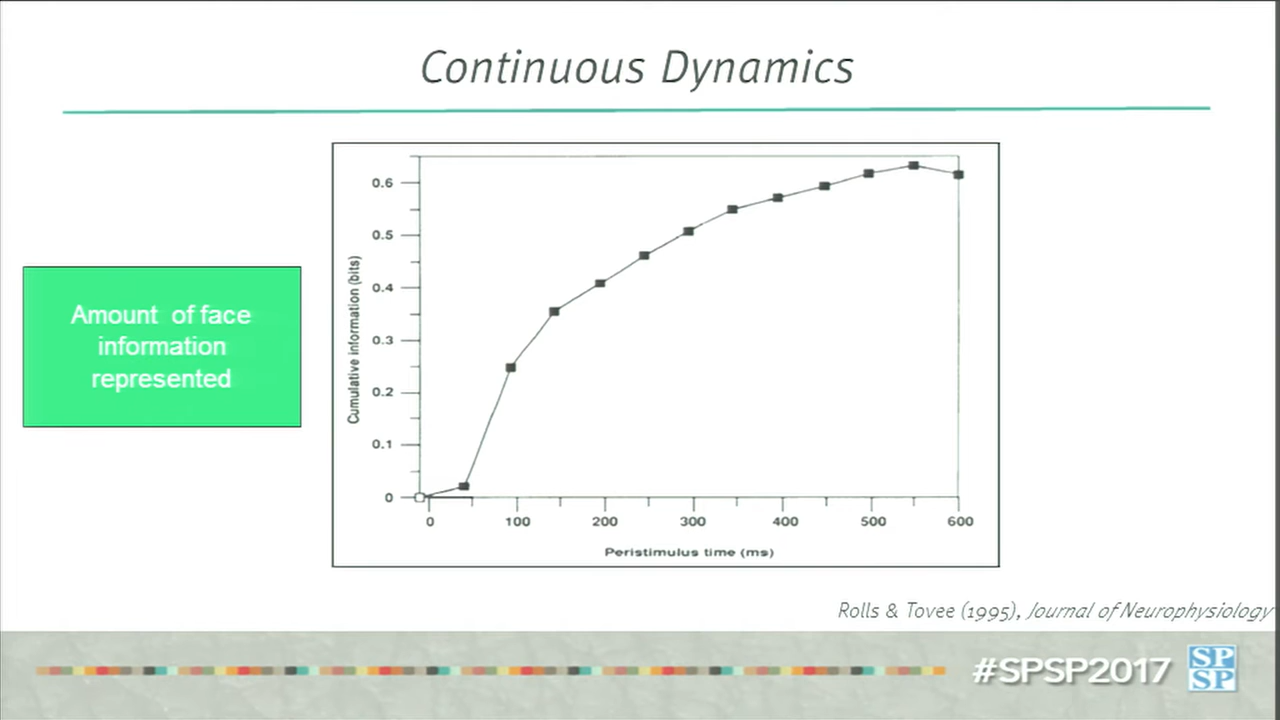 Continuous Dynamics
Amount of face
information
represented
Cumulative information (bits)
0.6
0.5
0.4
0.3
0.2
0.1
0
0 100 200 300 400 500 600
Peristimulus time (ms)
Rolls & Tovee (1995), Journal of Neurophysiology
#SPSP2017
SP
SP